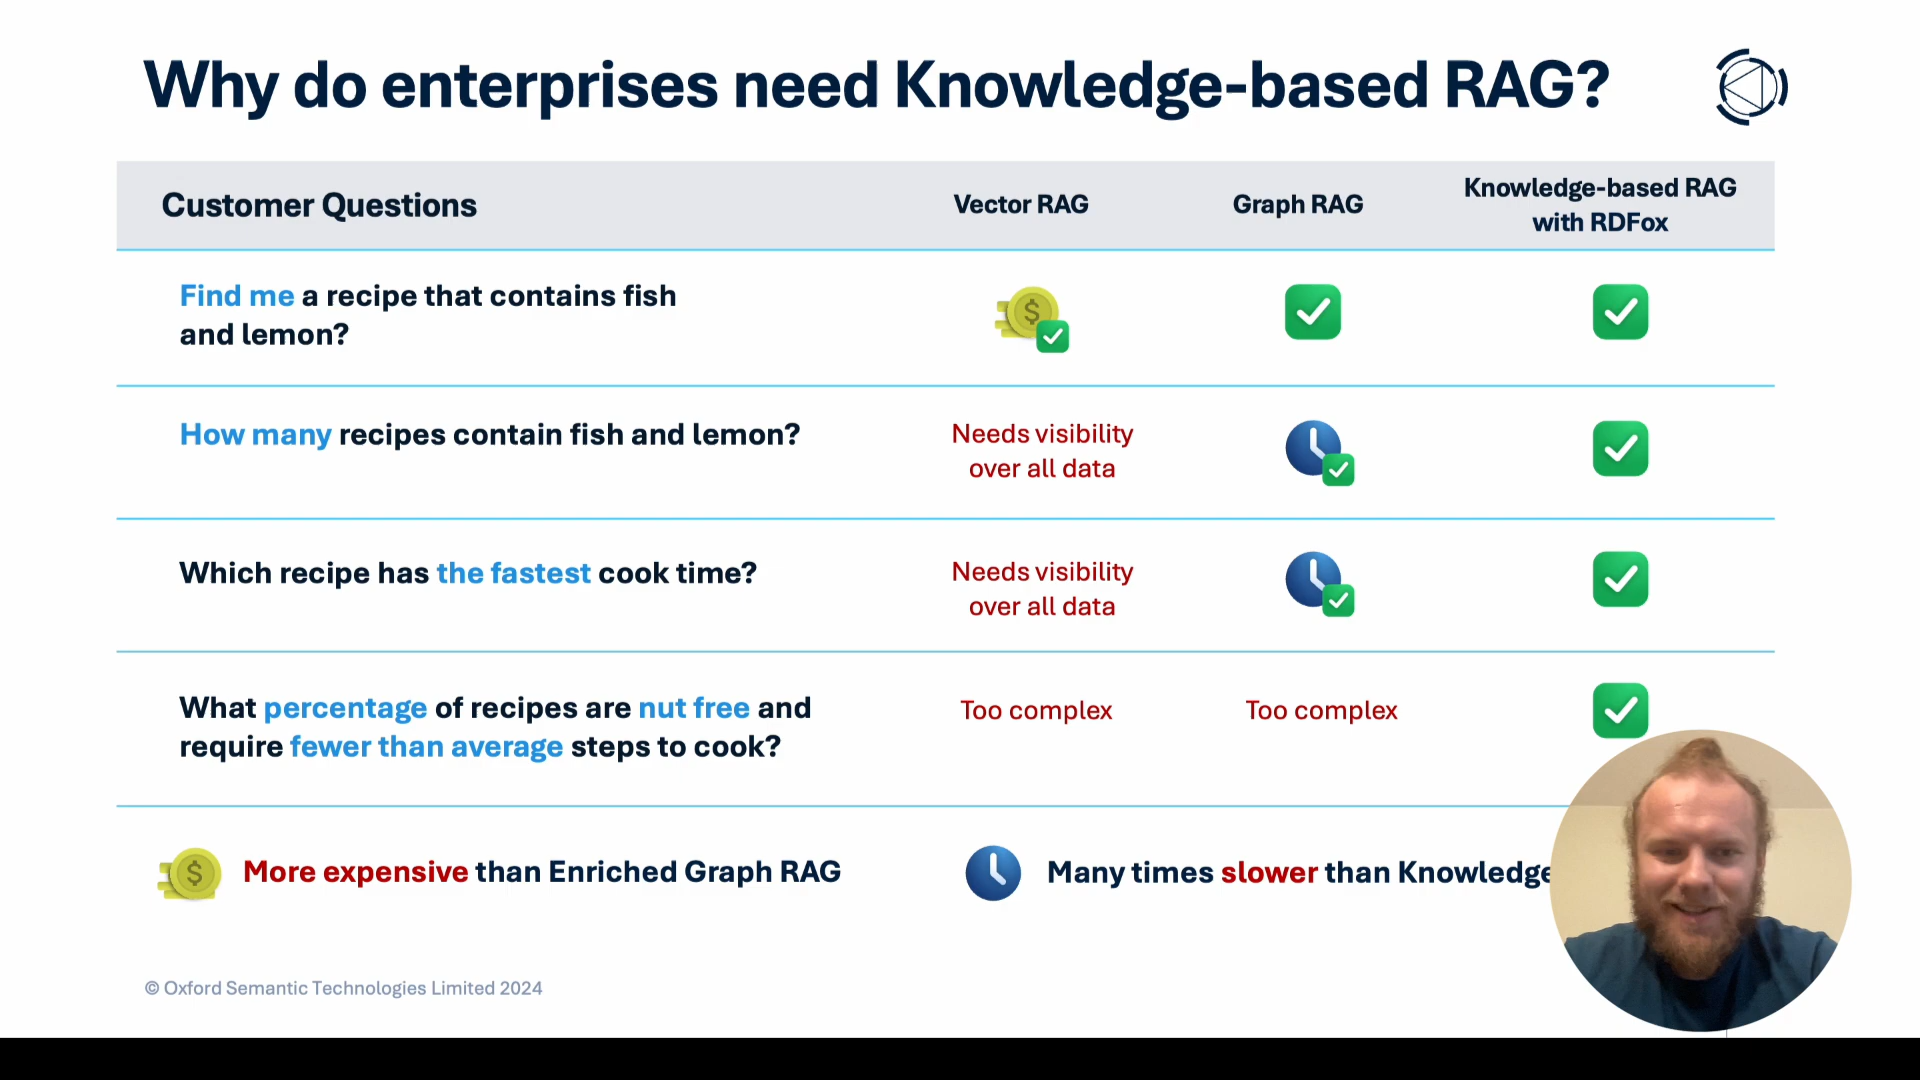 Why do enterprises need Knowledge-based RAG?
Customer Questions
Vector RAG
Graph RAG
Knowledge-based RAG
with RDFox
Find me a recipe that contains fish
and lemon?
$
How many recipes contain fish and lemon?
Needs visibility
over all data
Which recipe has the fastest cook time?
Needs visibility
over all data
What percentage of recipes are nut free and
require fewer than average steps to cook?
Too complex
Too complex
$
More expensive than Enriched Graph RAG
Many times slower than Knowledge
© Oxford Semantic Technologies Limited 2024